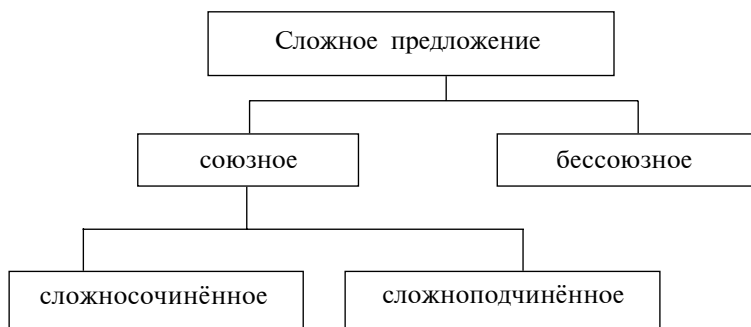 Сложное предложение
союзное
бессоюзное
сложносочинённое
сложноподчинённое